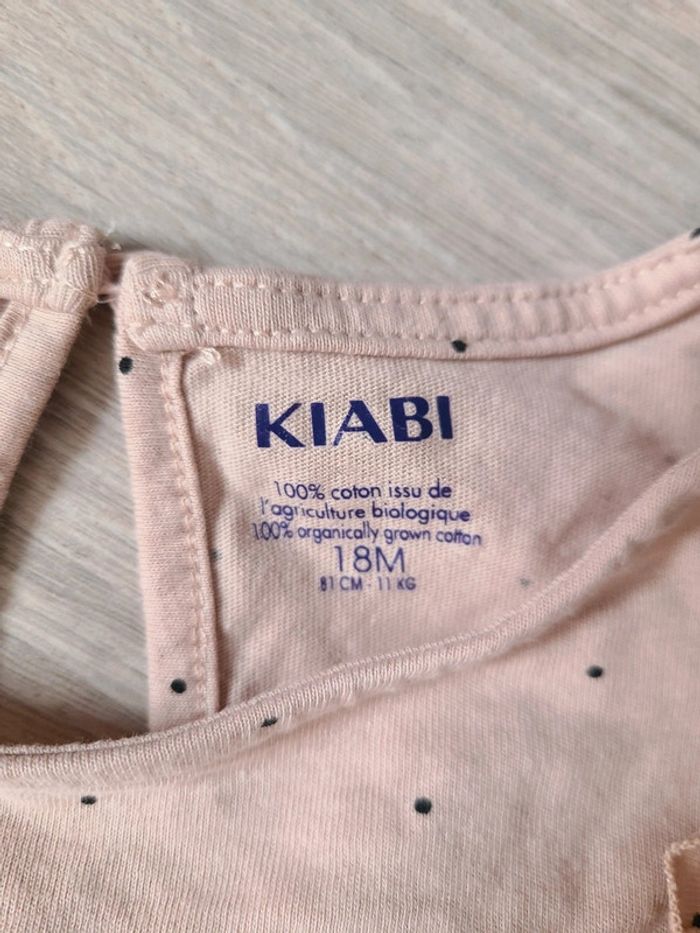 KIABI
100% coton issu de
l'agriculture biologique
100% organically grown cotton
18M
81 CM - 11 KG